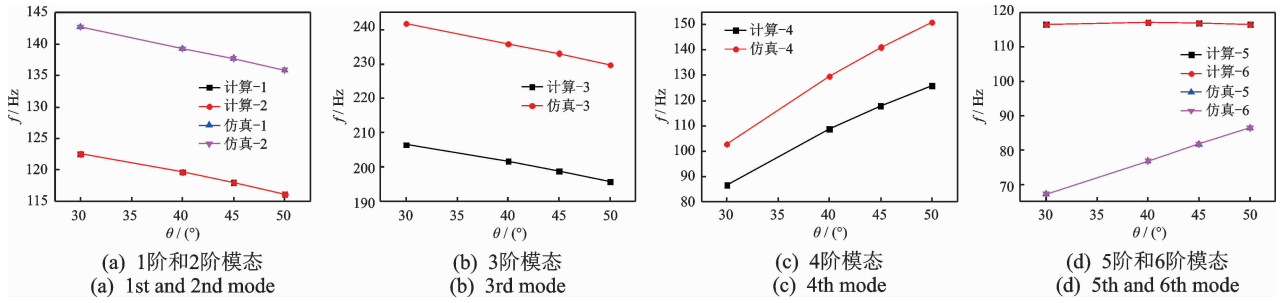 f / Hz
145
140
135
130
125
120
115
计算-1
计算-2
仿真-1
仿真-2
30 35 40 45 50
θ / (°)
(a) 1阶和2阶模态
(a) 1st and 2nd mode
f / Hz
240
230
220
210
200
190
计算-3
仿真-3
30 35 40 45 50
θ / (°)
(b) 3阶模态
(b) 3rd mode
f / Hz
150
140
130
120
110
100
90
80
计算-4
仿真-4
30 35 40 45 50
θ / (°)
(c) 4阶模态
(c) 4th mode
f / Hz
120
110
100
90
80
70
计算-5
计算-6
仿真-5
仿真-6
30 35 40 45 50
θ / (°)
(d) 5阶和6阶模态
(d) 5th and 6th mode